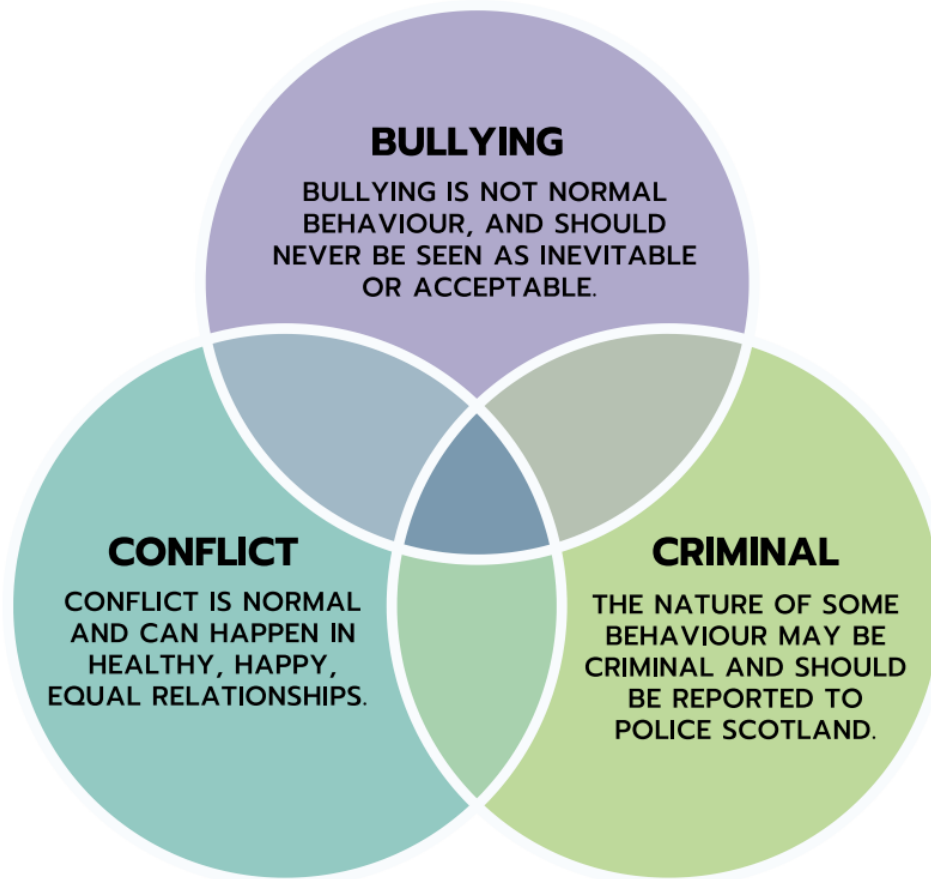 BULLYING
BULLYING IS NOT NORMAL
BEHAVIOUR, AND SHOULD
NEVER BE SEEN AS INEVITABLE
OR ACCEPTABLE.
CONFLICT
CONFLICT IS NORMAL
AND CAN HAPPEN IN
HEALTHY, HAPPY,
EQUAL RELATIONSHIPS.
CRIMINAL
THE NATURE OF SOME
BEHAVIOUR MAY BE
CRIMINAL AND SHOULD
BE REPORTED TO
POLICE SCOTLAND.